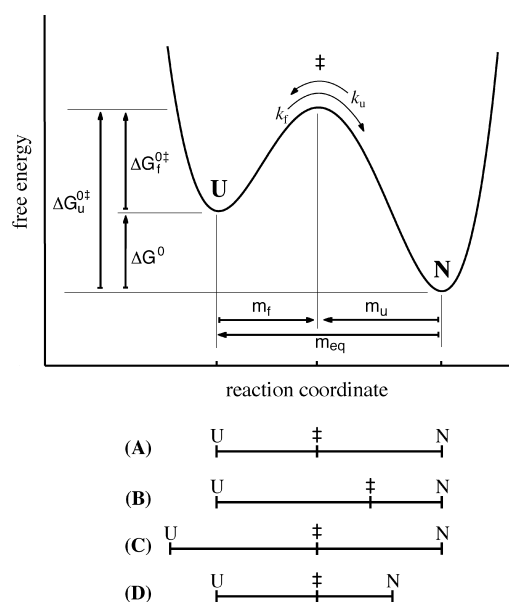 free energy
‡
k_u
k_f
U
N
ΔG_u^{0‡}
ΔG_f^{0‡}
ΔG^0
m_f m_u
m_eq
reaction coordinate
U ‡ N
(A)
U ‡ N
(B)
U ‡ N
(C)
U ‡ N
(D)